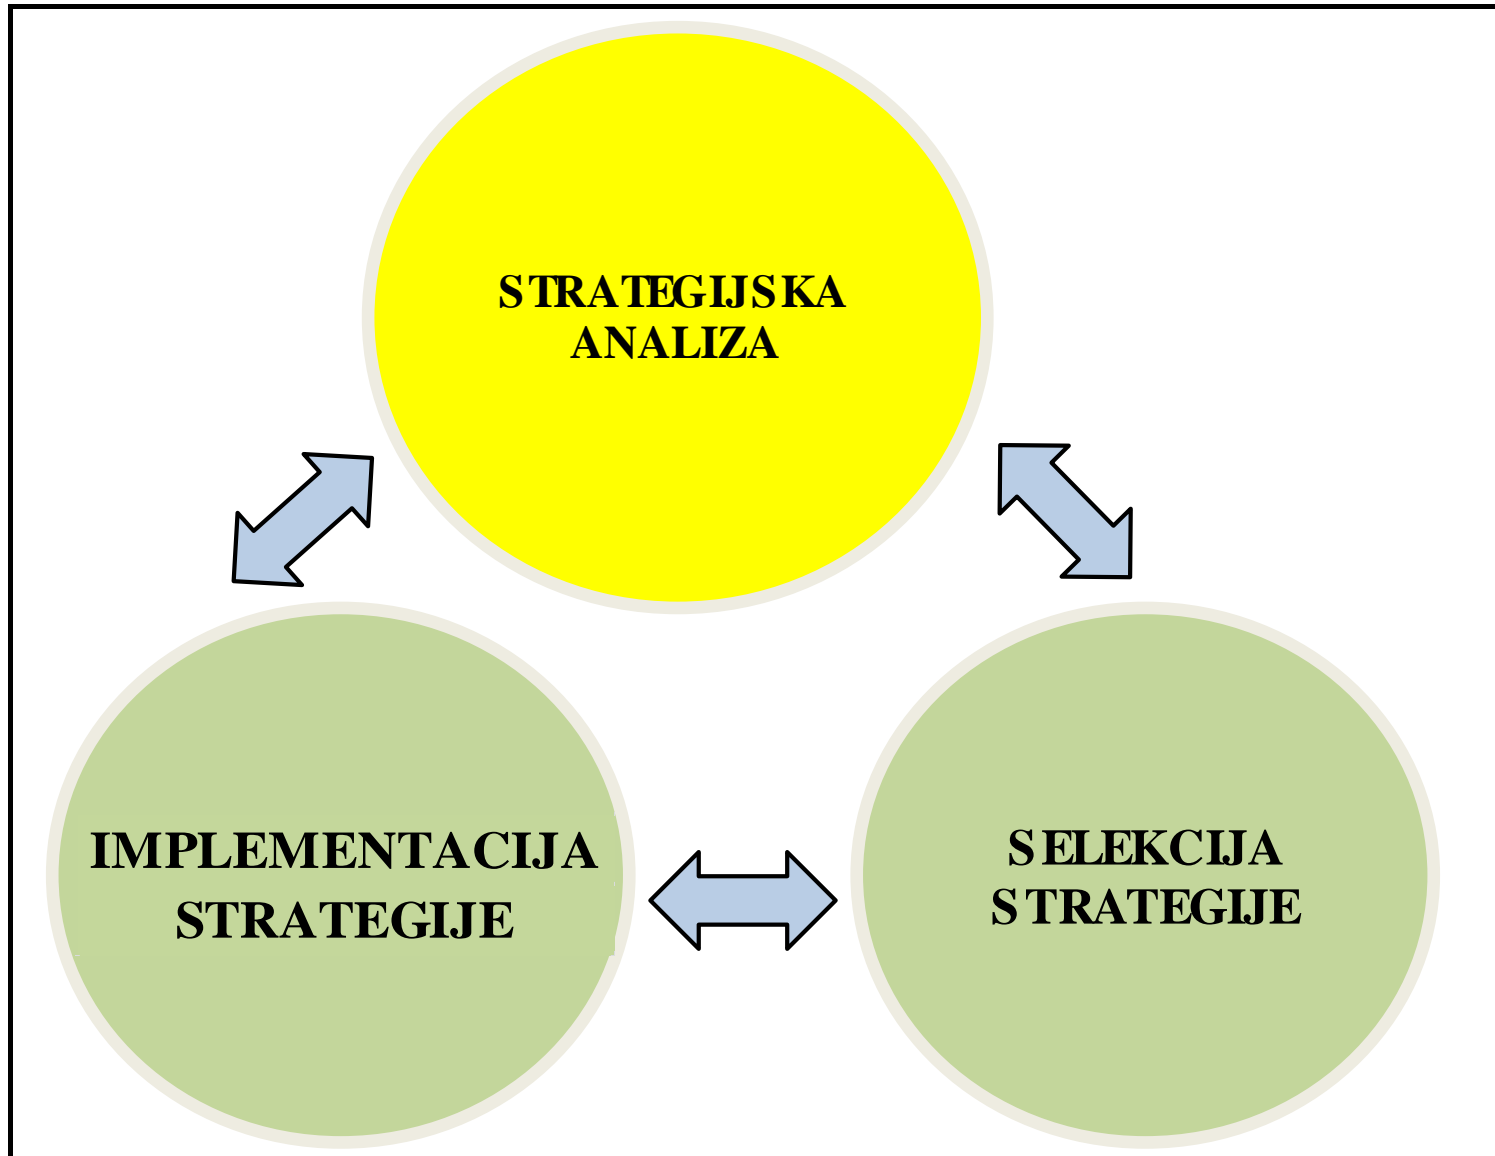 STRATEGIJSKA
ANALIZA
IMPLEMENTACIJA
STRATEGIJE
SELEKCIJA
STRATEGIJE